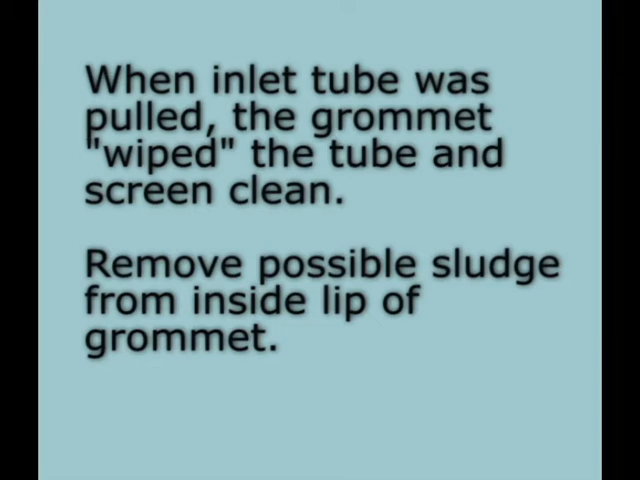 When inlet tube was
pulled, the grommet
"wiped" the tube and
screen clean.
Remove possible sludge
from inside lip of
grommet.